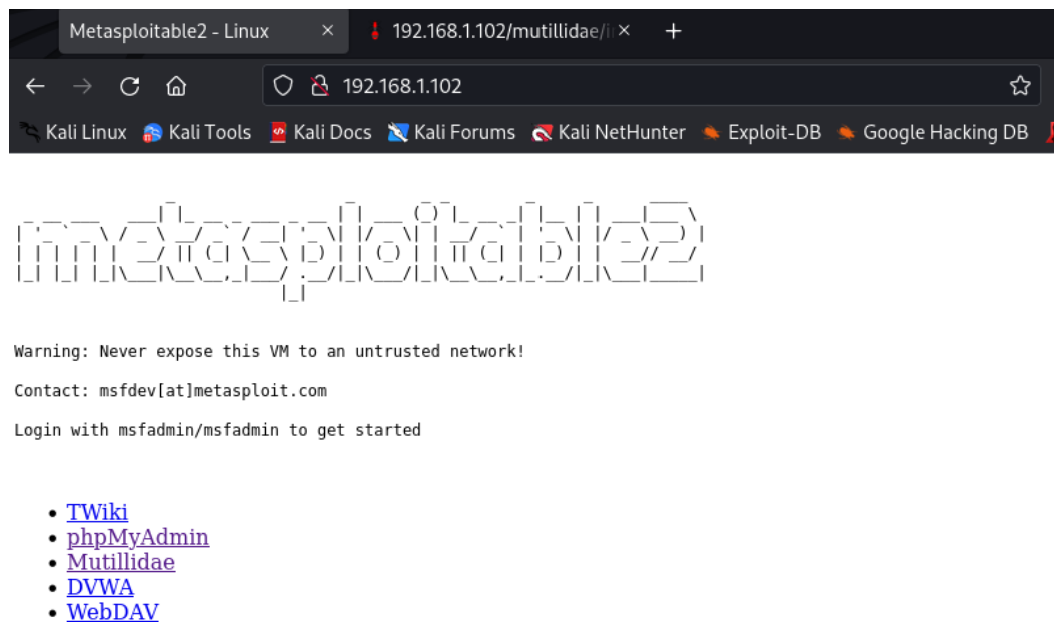 Metasploitable2 - Linux
192.168.1.102/mutillidae/i
192.168.1.102
Kali Linux Kali Tools Kali Docs Kali Forums Kali NetHunter Exploit-DB Google Hacking DB
metasploitable2
Warning: Never expose this VM to an untrusted network!
Contact: msfdev[at]metasploit.com
Login with msfadmin/msfadmin to get started
TWiki
phpMyAdmin
Mutillidae
DVWA
WebDAV